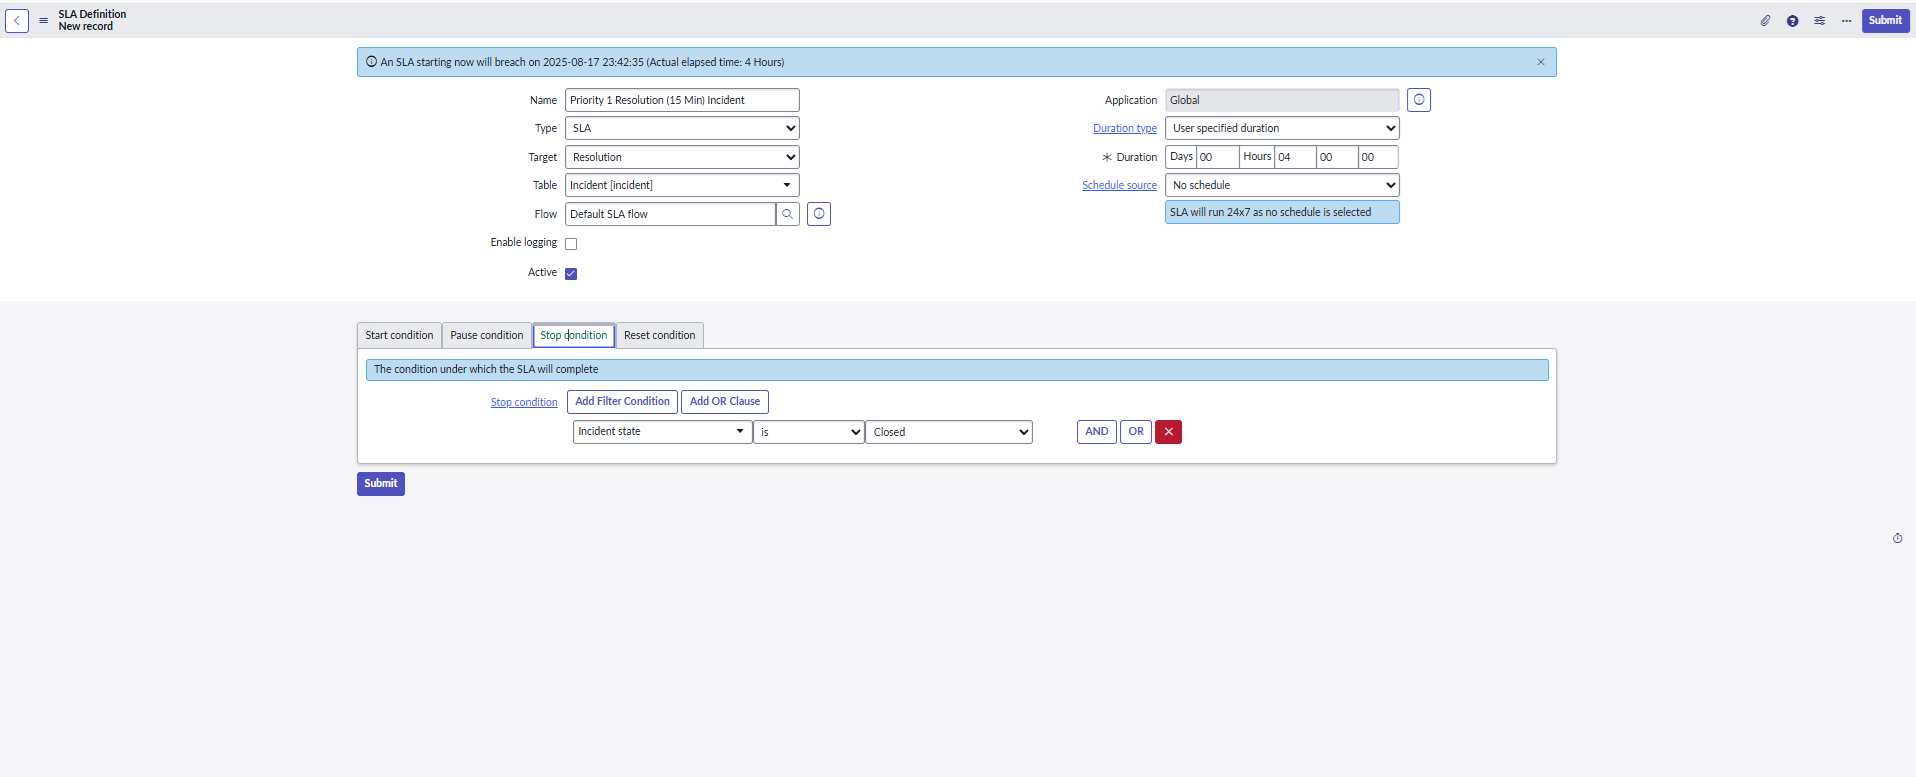 SLA Definition
New record
Submit
An SLA starting now will breach on 2025-08-17 23:42:35 (Actual elapsed time: 4 Hours)
Name
Priority 1 Resolution (15 Min) Incident
Type
SLA
Target
Resolution
Table
Incident [incident]
Flow
Default SLA flow
Enable logging
Active
Application
Global
Duration type
User specified duration
Duration
Days 00 Hours 04 00 00
Schedule source
No schedule
SLA will run 24x7 as no schedule is selected
Start condition Pause condition Stop condition Reset condition
The condition under which the SLA will complete
Stop condition Add Filter Condition Add OR Clause
Incident state is Closed AND OR
Submit